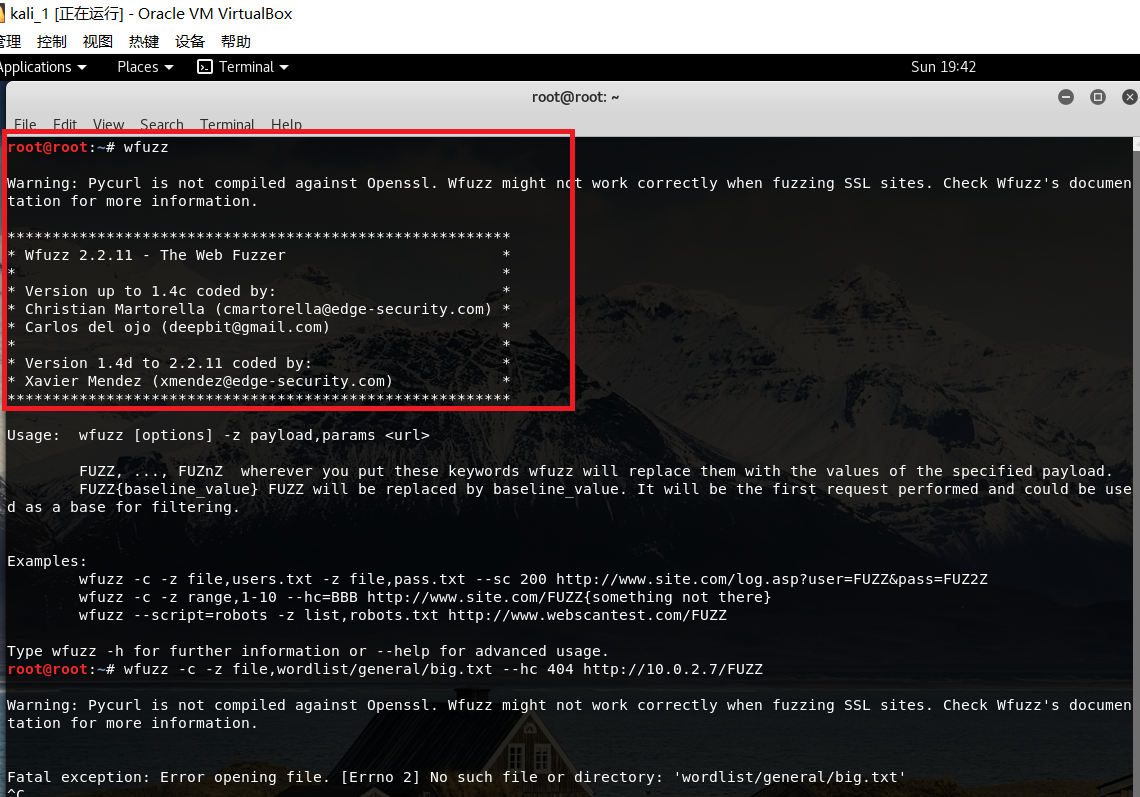 kali_1 [正在运行] - Oracle VM VirtualBox
管理 控制 视图 热键 设备 帮助
Applications Places Terminal Sun 19:42
root@root: ~
File Edit View Search Terminal Help
root@root:~# wfuzz
Warning: Pycurl is not compiled against Openssl. Wfuzz might not work correctly when fuzzing SSL sites. Check Wfuzz's documen
tation for more information.
********************************************************
* Wfuzz 2.2.11 - The Web Fuzzer                        *
*                                                      *
* Version up to 1.4c coded by:                         *
* Christian Martorella (cmartorella@edge-security.com) *
* Carlos del ojo (deepbit@gmail.com)                   *
*                                                      *
* Version 1.4d to 2.2.11 coded by:                     *
* Xavier Mendez (xmendez@edge-security.com)            *
********************************************************
Usage:  wfuzz [options] -z payload,params <url>
        FUZZ, ..., FUZnZ  wherever you put these keywords wfuzz will replace them with the values of the specified payload.
        FUZZ{baseline_value} FUZZ will be replaced by baseline_value. It will be the first request performed and could be use
d as a base for filtering.
Examples:
        wfuzz -c -z file,users.txt -z file,pass.txt --sc 200 http://www.site.com/log.asp?user=FUZZ&pass=FUZ2Z
        wfuzz -c -z range,1-10 --hc=BBB http://www.site.com/FUZZ{something not there}
        wfuzz --script=robots -z list,robots.txt http://www.webscantest.com/FUZZ
Type wfuzz -h for further information or --help for advanced usage.
root@root:~# wfuzz -c -z file,wordlist/general/big.txt --hc 404 http://10.0.2.7/FUZZ
Warning: Pycurl is not compiled against Openssl. Wfuzz might not work correctly when fuzzing SSL sites. Check Wfuzz's documen
tation for more information.
Fatal exception: Error opening file. [Errno 2] No such file or directory: 'wordlist/general/big.txt'
^C